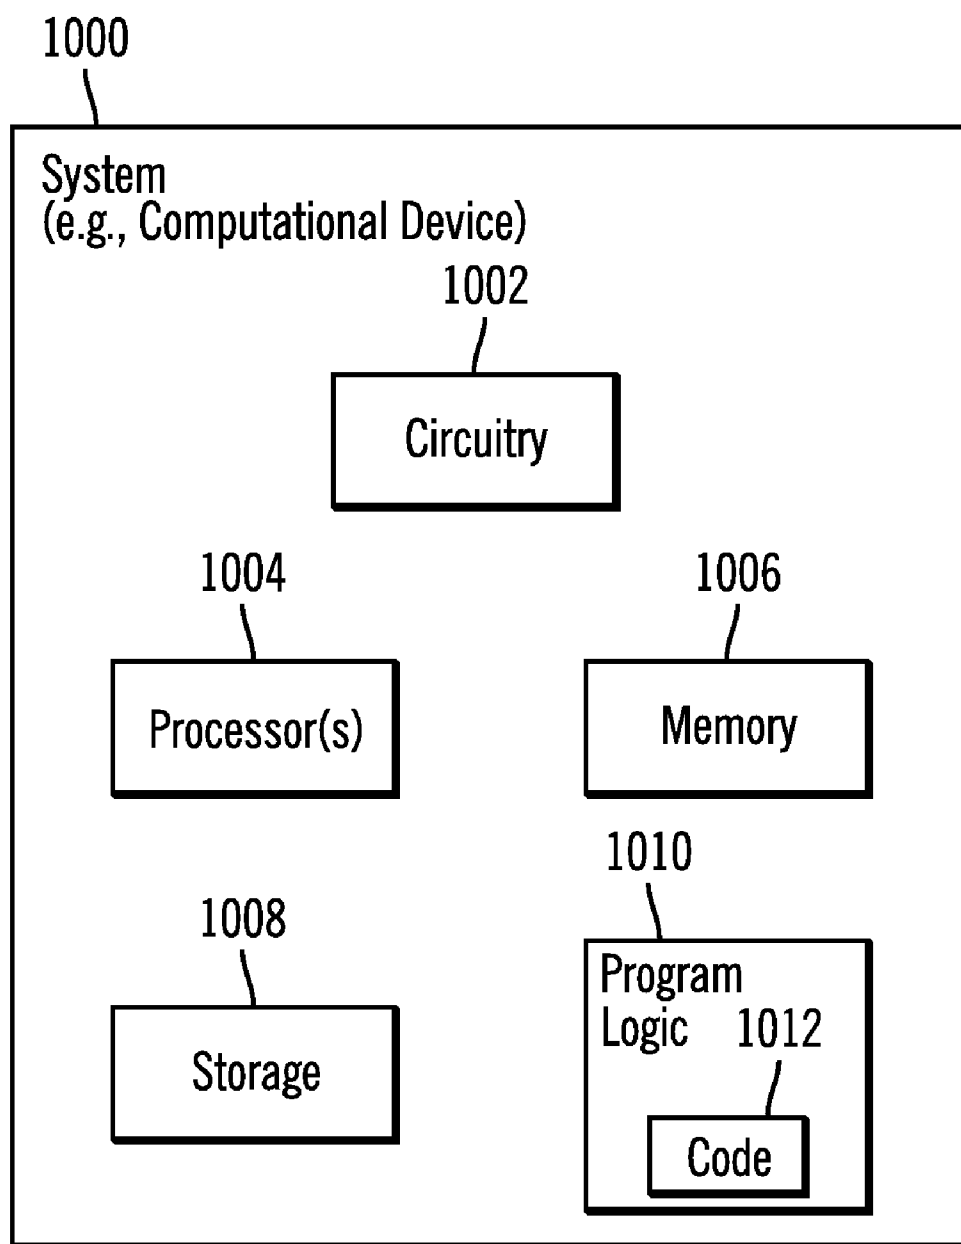 1000
System
(e.g., Computational Device)
1002
Circuitry
1004
1006
Processor(s)
Memory
1010
1008
Program
Logic
1012
Storage
Code